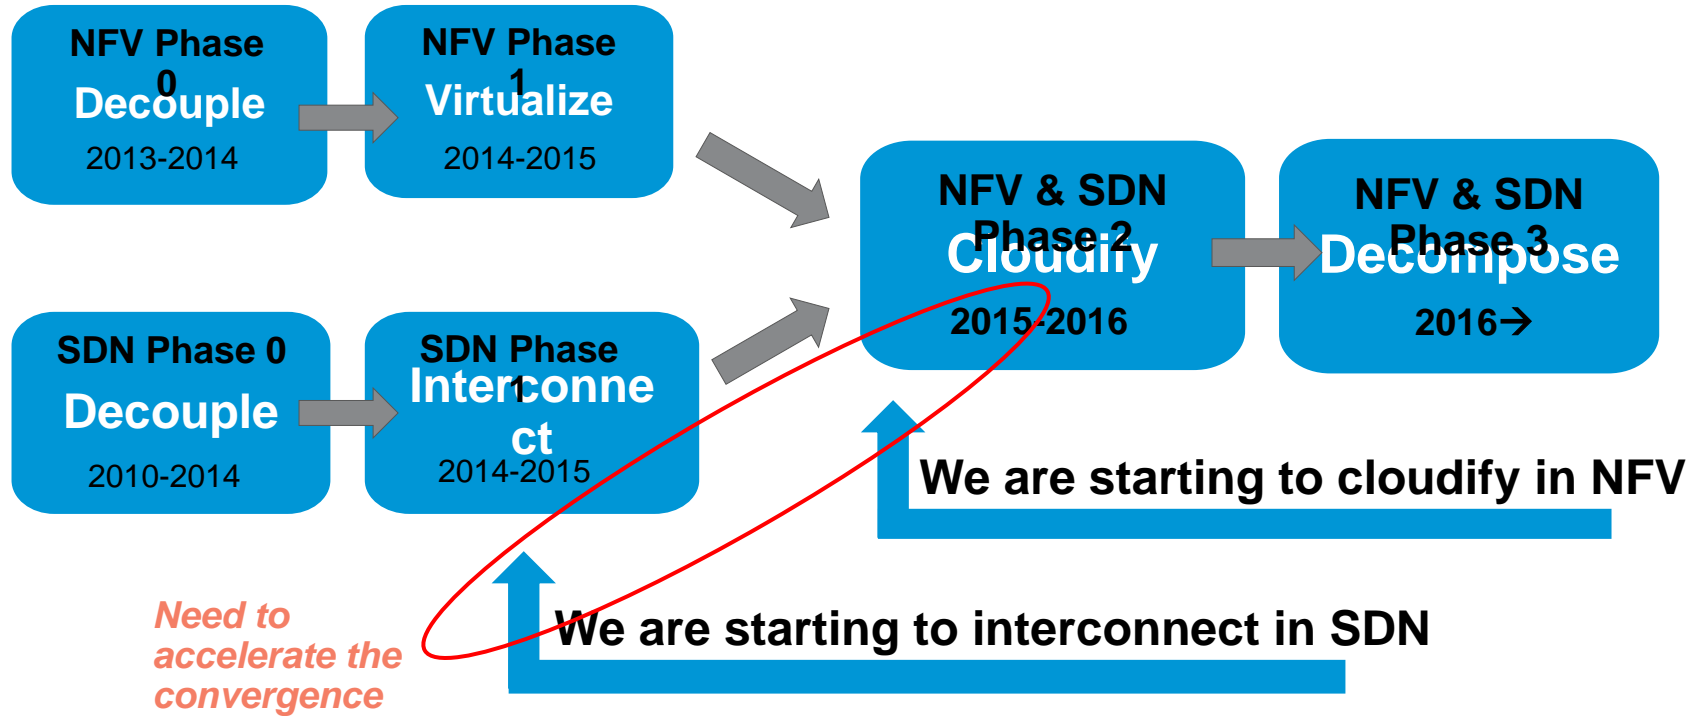 NFV Phase
0
Decouple
2013-2014
NFV Phase
1
Virtualize
2014-2015
NFV & SDN
Phase 2
Cloudify
2015-2016
NFV & SDN
Phase 3
Decompose
2016→
SDN Phase 0
Decouple
2010-2014
SDN Phase
1
Interconne
ct
2014-2015
We are starting to cloudify in NFV
We are starting to interconnect in SDN
Need to
accelerate the
convergence